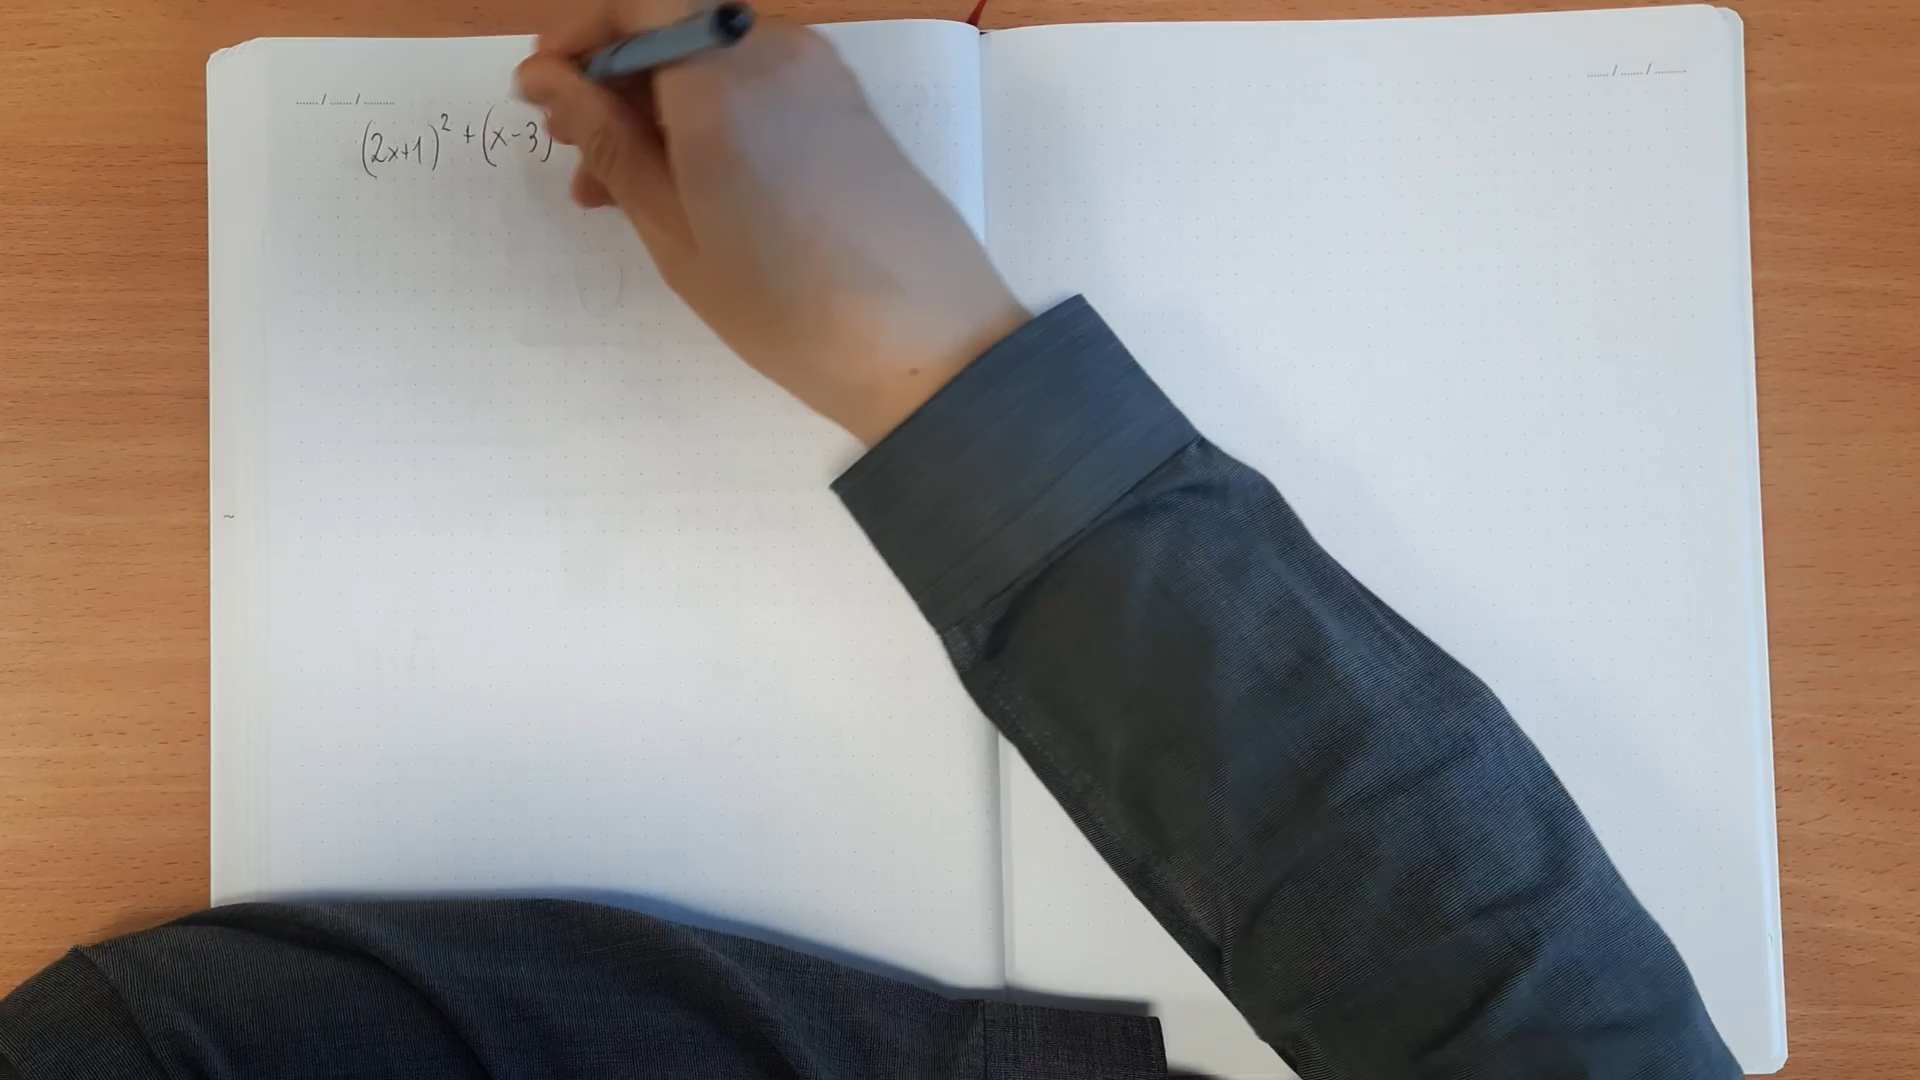 ...... / ...... / .........
...... / ...... / .........
(2x+1)² + (x-3)